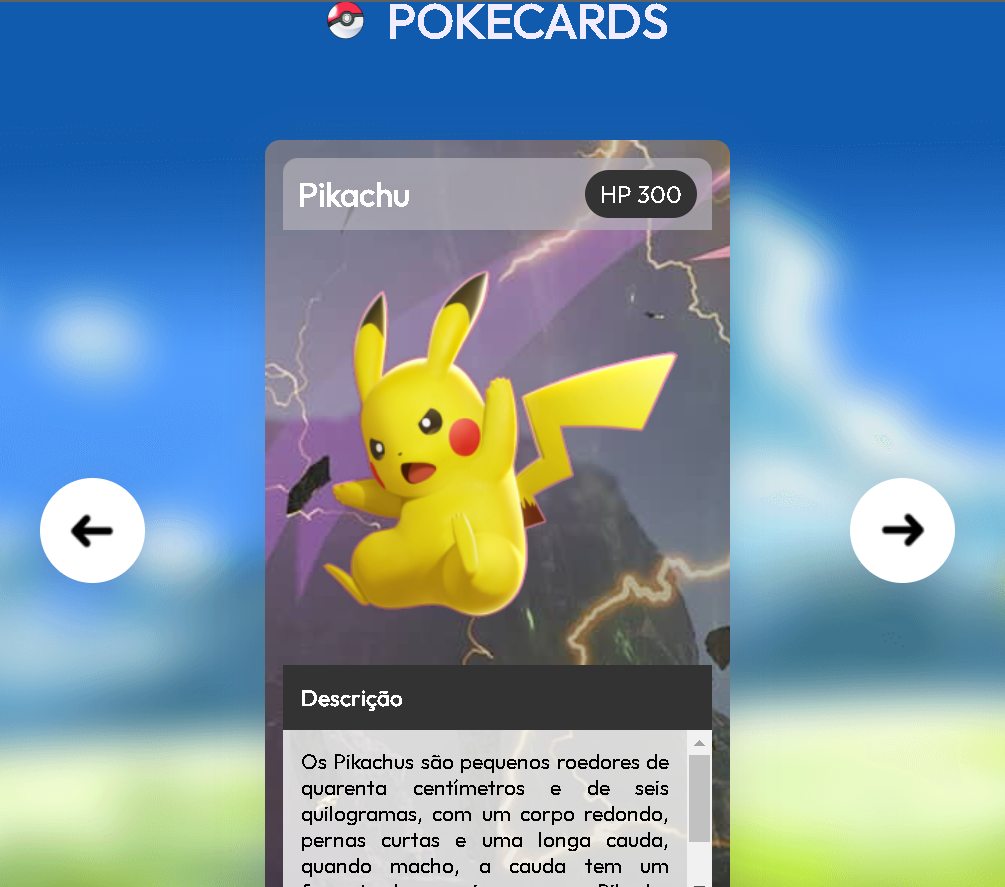 POKECARDS
Pikachu
HP 300
Descrição
Os Pikachus são pequenos roedores de
quarenta centímetros e de seis
quilogramas, com um corpo redondo,
pernas curtas e uma longa cauda,
quando macho, a cauda tem um